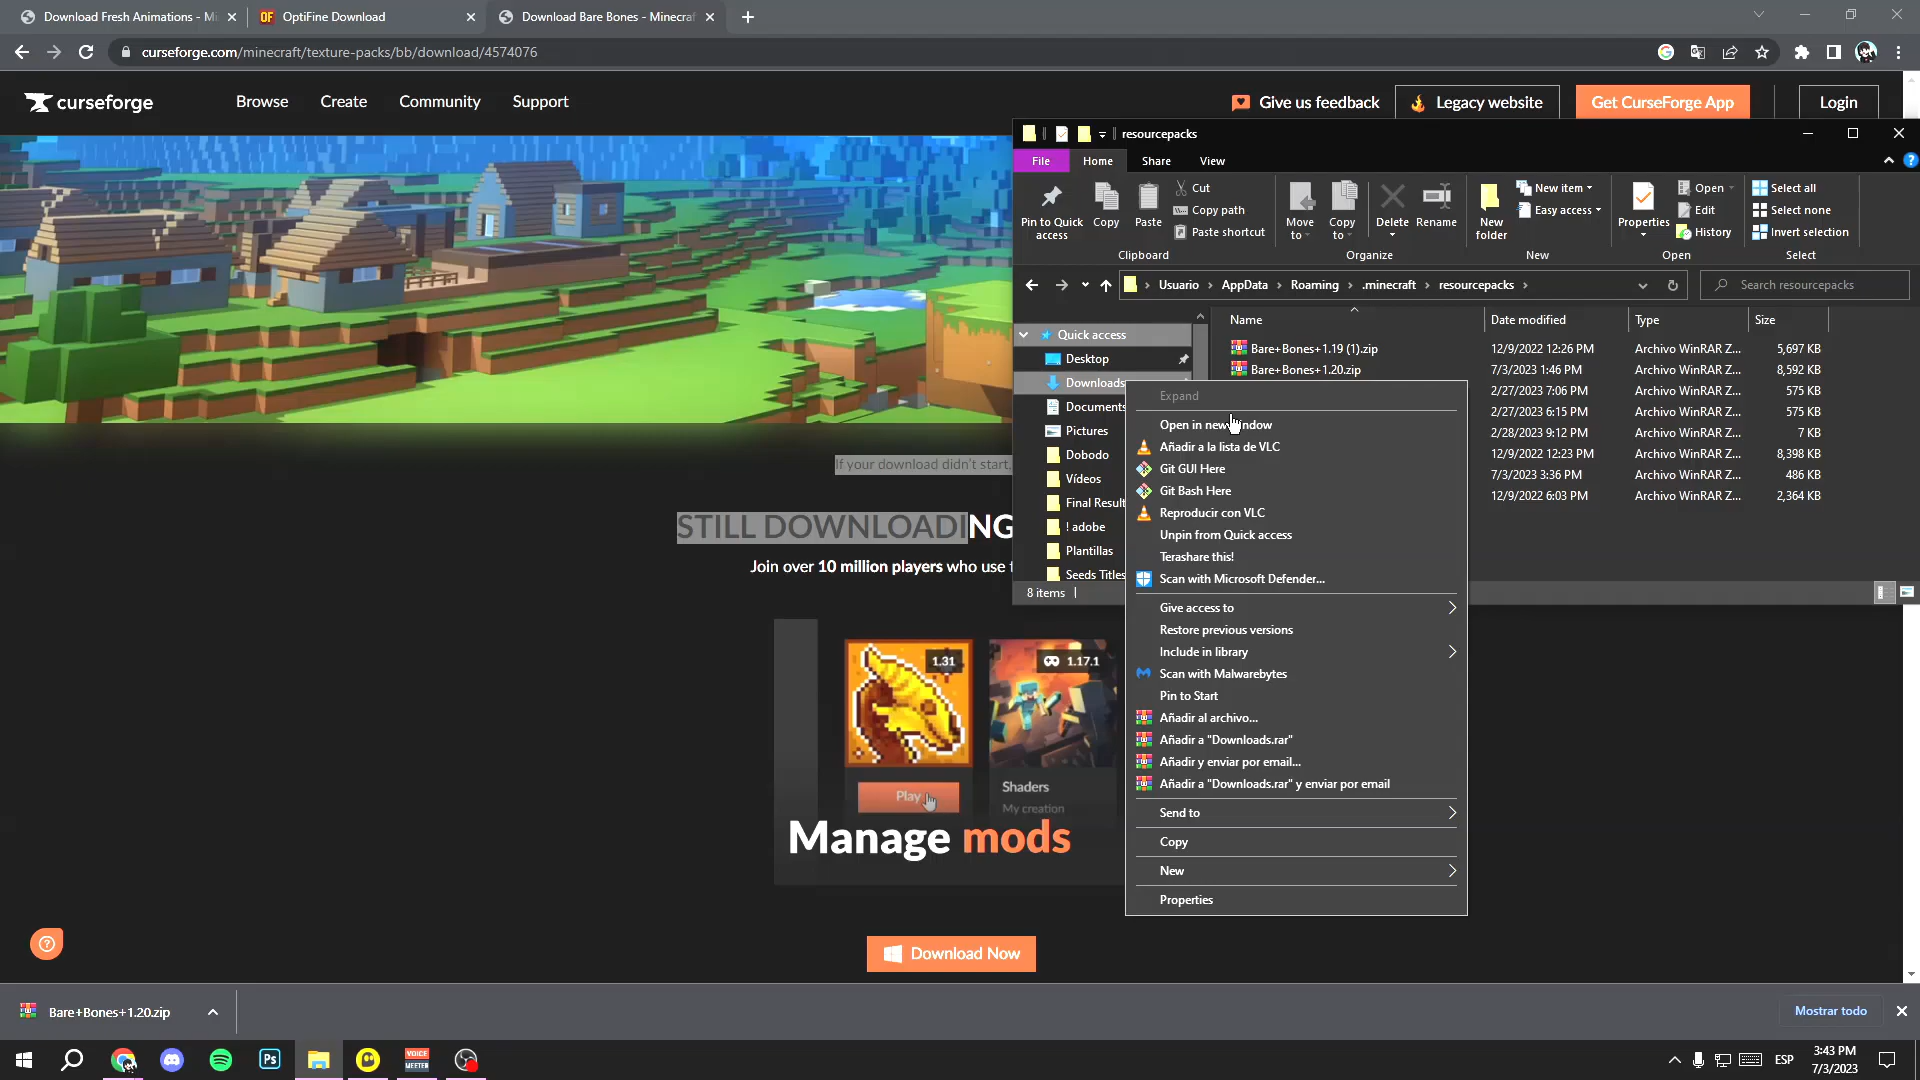 Download Fresh Animations - Mi
OptiFine Download
Download Bare Bones - Minecraf
curseforge.com/minecraft/texture-packs/bb/download/4574076
curseforge
Browse
Create
Community
Support
Give us feedback
Legacy website
Get CurseForge App
Login
resourcepacks
File
Home
Share
View
Pin to Quick
access
Copy
Paste
Cut
Copy path
Paste shortcut
Clipboard
Move
to
Copy
to
Delete
Rename
Organize
New
folder
New item
Easy access
New
Properties
Open
Edit
History
Open
Select all
Select none
Invert selection
Select
Usuario
AppData
Roaming
.minecraft
resourcepacks
Search resourcepacks
Name
Date modified
Type
Size
Quick access
Desktop
Downloads
Documents
Pictures
Dobodo
Vídeos
Final Result
! adobe
Plantillas
Seeds Titles
Bare+Bones+1.19 (1).zip 12/9/2022 12:26 PM Archivo WinRAR Z... 5,697 KB
Bare+Bones+1.20.zip 7/3/2023 1:46 PM Archivo WinRAR Z... 8,592 KB
2/27/2023 7:06 PM Archivo WinRAR Z... 575 KB
2/27/2023 6:15 PM Archivo WinRAR Z... 575 KB
2/28/2023 9:12 PM Archivo WinRAR Z... 7 KB
12/9/2022 12:23 PM Archivo WinRAR Z... 8,398 KB
7/3/2023 3:36 PM Archivo WinRAR Z... 486 KB
12/9/2022 6:03 PM Archivo WinRAR Z... 2,364 KB
8 items
Expand
Open in new window
Añadir a la lista de VLC
Git GUI Here
Git Bash Here
Reproducir con VLC
Unpin from Quick access
Terashare this!
Scan with Microsoft Defender...
Give access to
Restore previous versions
Include in library
Scan with Malwarebytes
Pin to Start
Añadir al archivo...
Añadir a "Downloads.rar"
Añadir y enviar por email...
Añadir a "Downloads.rar" y enviar por email
Send to
Copy
New
Properties
If your download didn't start,
STILL DOWNLOADING
Join over 10 million players who use t
1.31
1.17.1
Play
Shaders
My creation
Manage mods
Download Now
Bare+Bones+1.20.zip
Mostrar todo
Ps
VOICE
MEETER
ESP
3:43 PM
7/3/2023